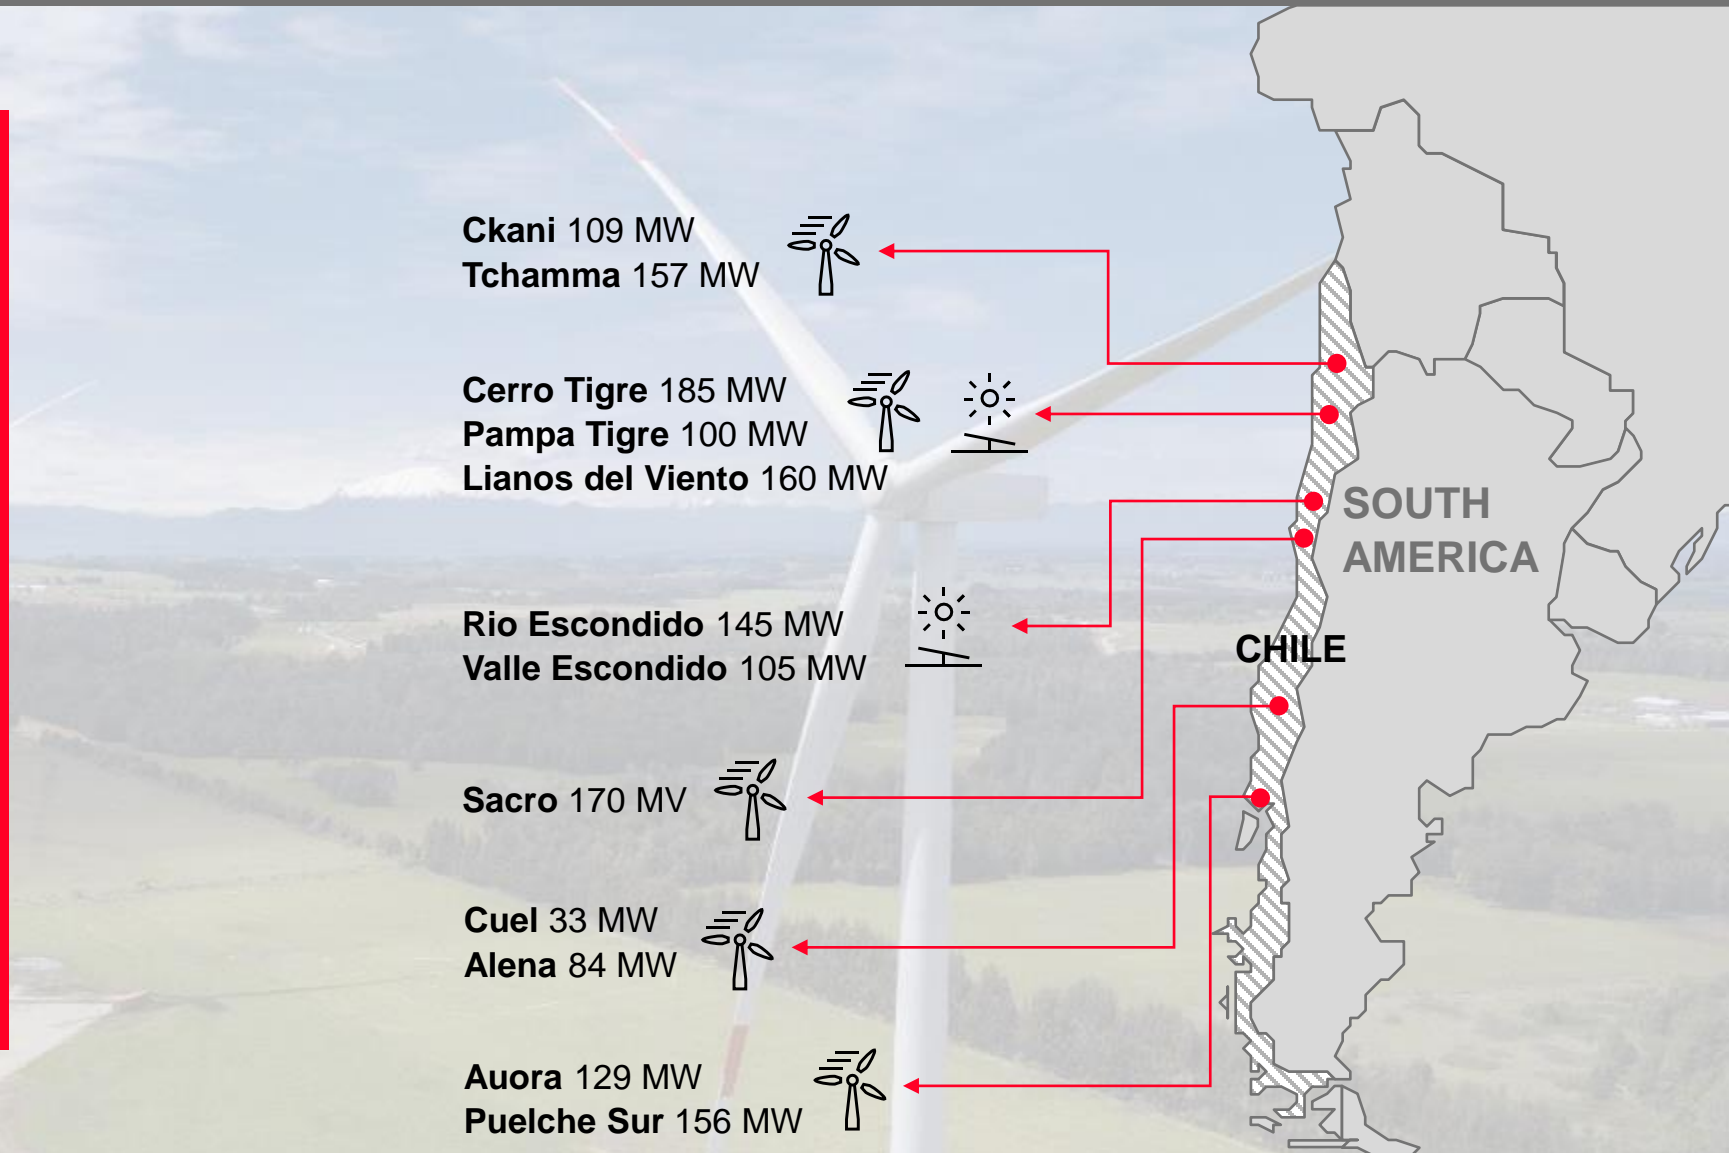 Ckani 109 MW
Tchamma 157 MW
Cerro Tigre 185 MW
Pampa Tigre 100 MW
Lianos del Viento 160 MW
SOUTH
AMERICA
Rio Escondido 145 MW
Valle Escondido 105 MW
CHILE
Sacro 170 MV
Cuel 33 MW
Alena 84 MW
Auora 129 MW
Puelche Sur 156 MW